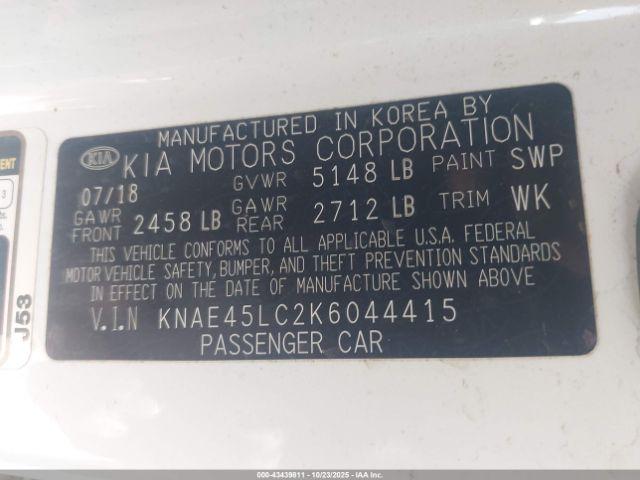 MANUFACTURED IN KOREA BY
KIA KIA MOTORS CORPORATION
07/18 GVWR 5148 LB PAINT SWP
GAWR FRONT 2458 LB GAWR REAR 2712 LB TRIM WK
THIS VEHICLE CONFORMS TO ALL APPLICABLE U.S.A. FEDERAL
MOTOR VEHICLE SAFETY, BUMPER, AND THEFT PREVENTION STANDARDS
IN EFFECT ON THE DATE OF MANUFACTURE SHOWN ABOVE
V.I.N KNAE45LC2K6044415
PASSENGER CAR
J53
000-43439811 - 10/23/2025 - IAAI.com